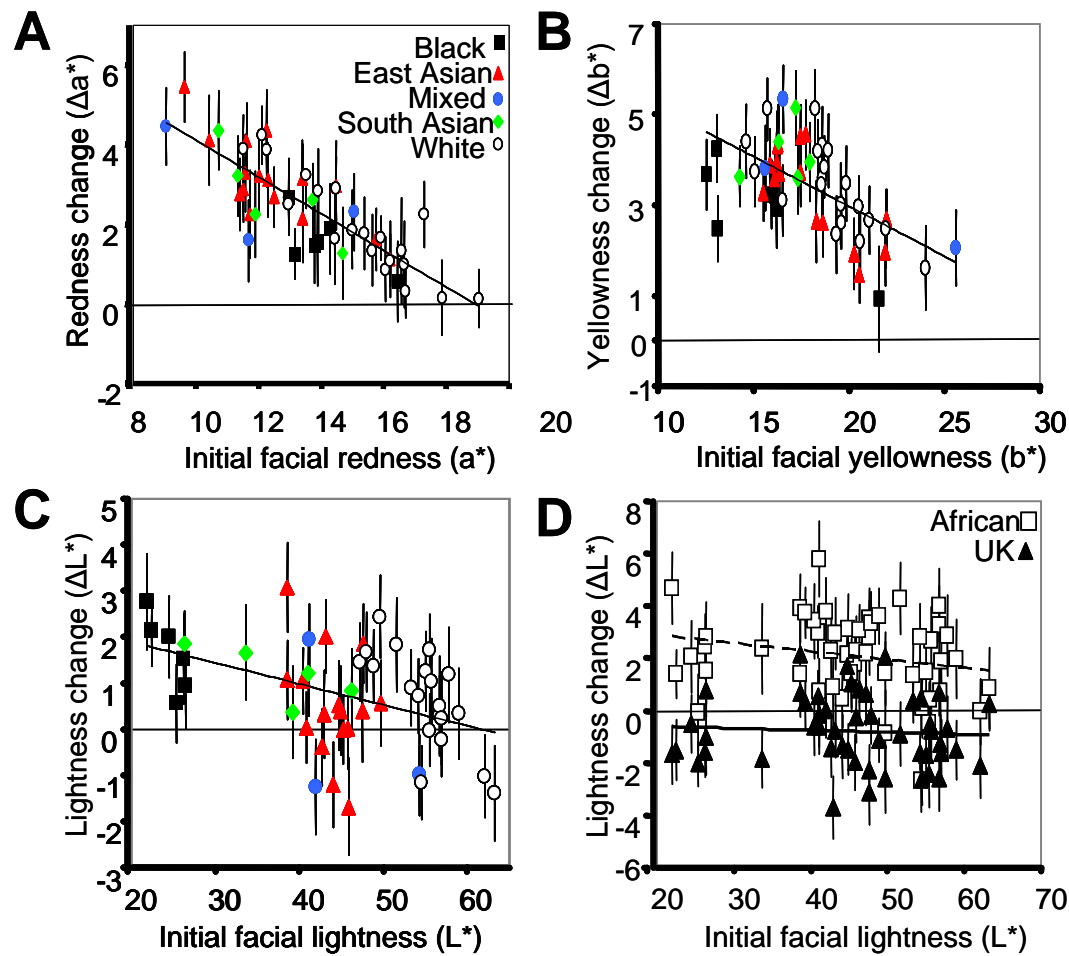 A
Redness change (Δa*)
6
4
2
0
-2
Black
East Asian
Mixed
South Asian
White
8 10 12 14 16 18 20
Initial facial redness (a*)
B
Yellowness change (Δb*)
7
5
3
1
0
-1
10 15 20 25 30
Initial facial yellowness (b*)
C
Lightness change (ΔL*)
5
4
3
2
1
0
-1
-2
-3
20 30 40 50 60
Initial facial lightness (L*)
D
Lightness change (ΔL*)
8
6
4
2
0
-2
-4
-6
African
UK
20 30 40 50 60 70
Initial facial lightness (L*)